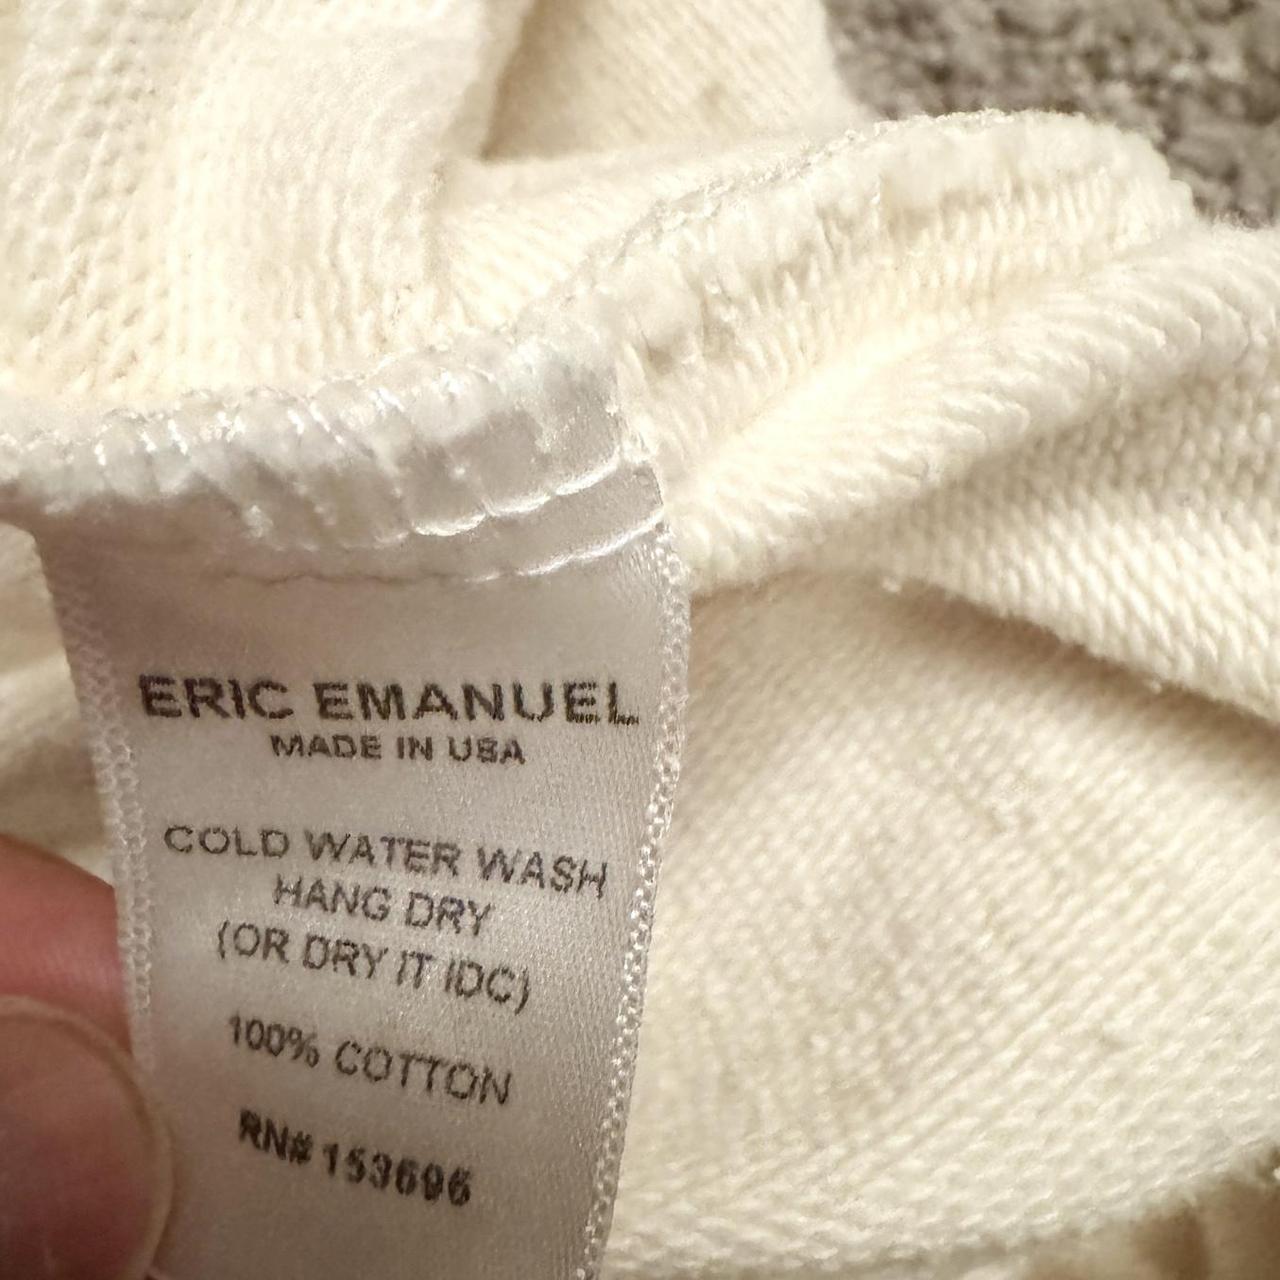 ERIC EMANUEL
MADE IN USA
COLD WATER WASH
HANG DRY
(OR DRY IT IDC)
100% COTTON
RN# 153696